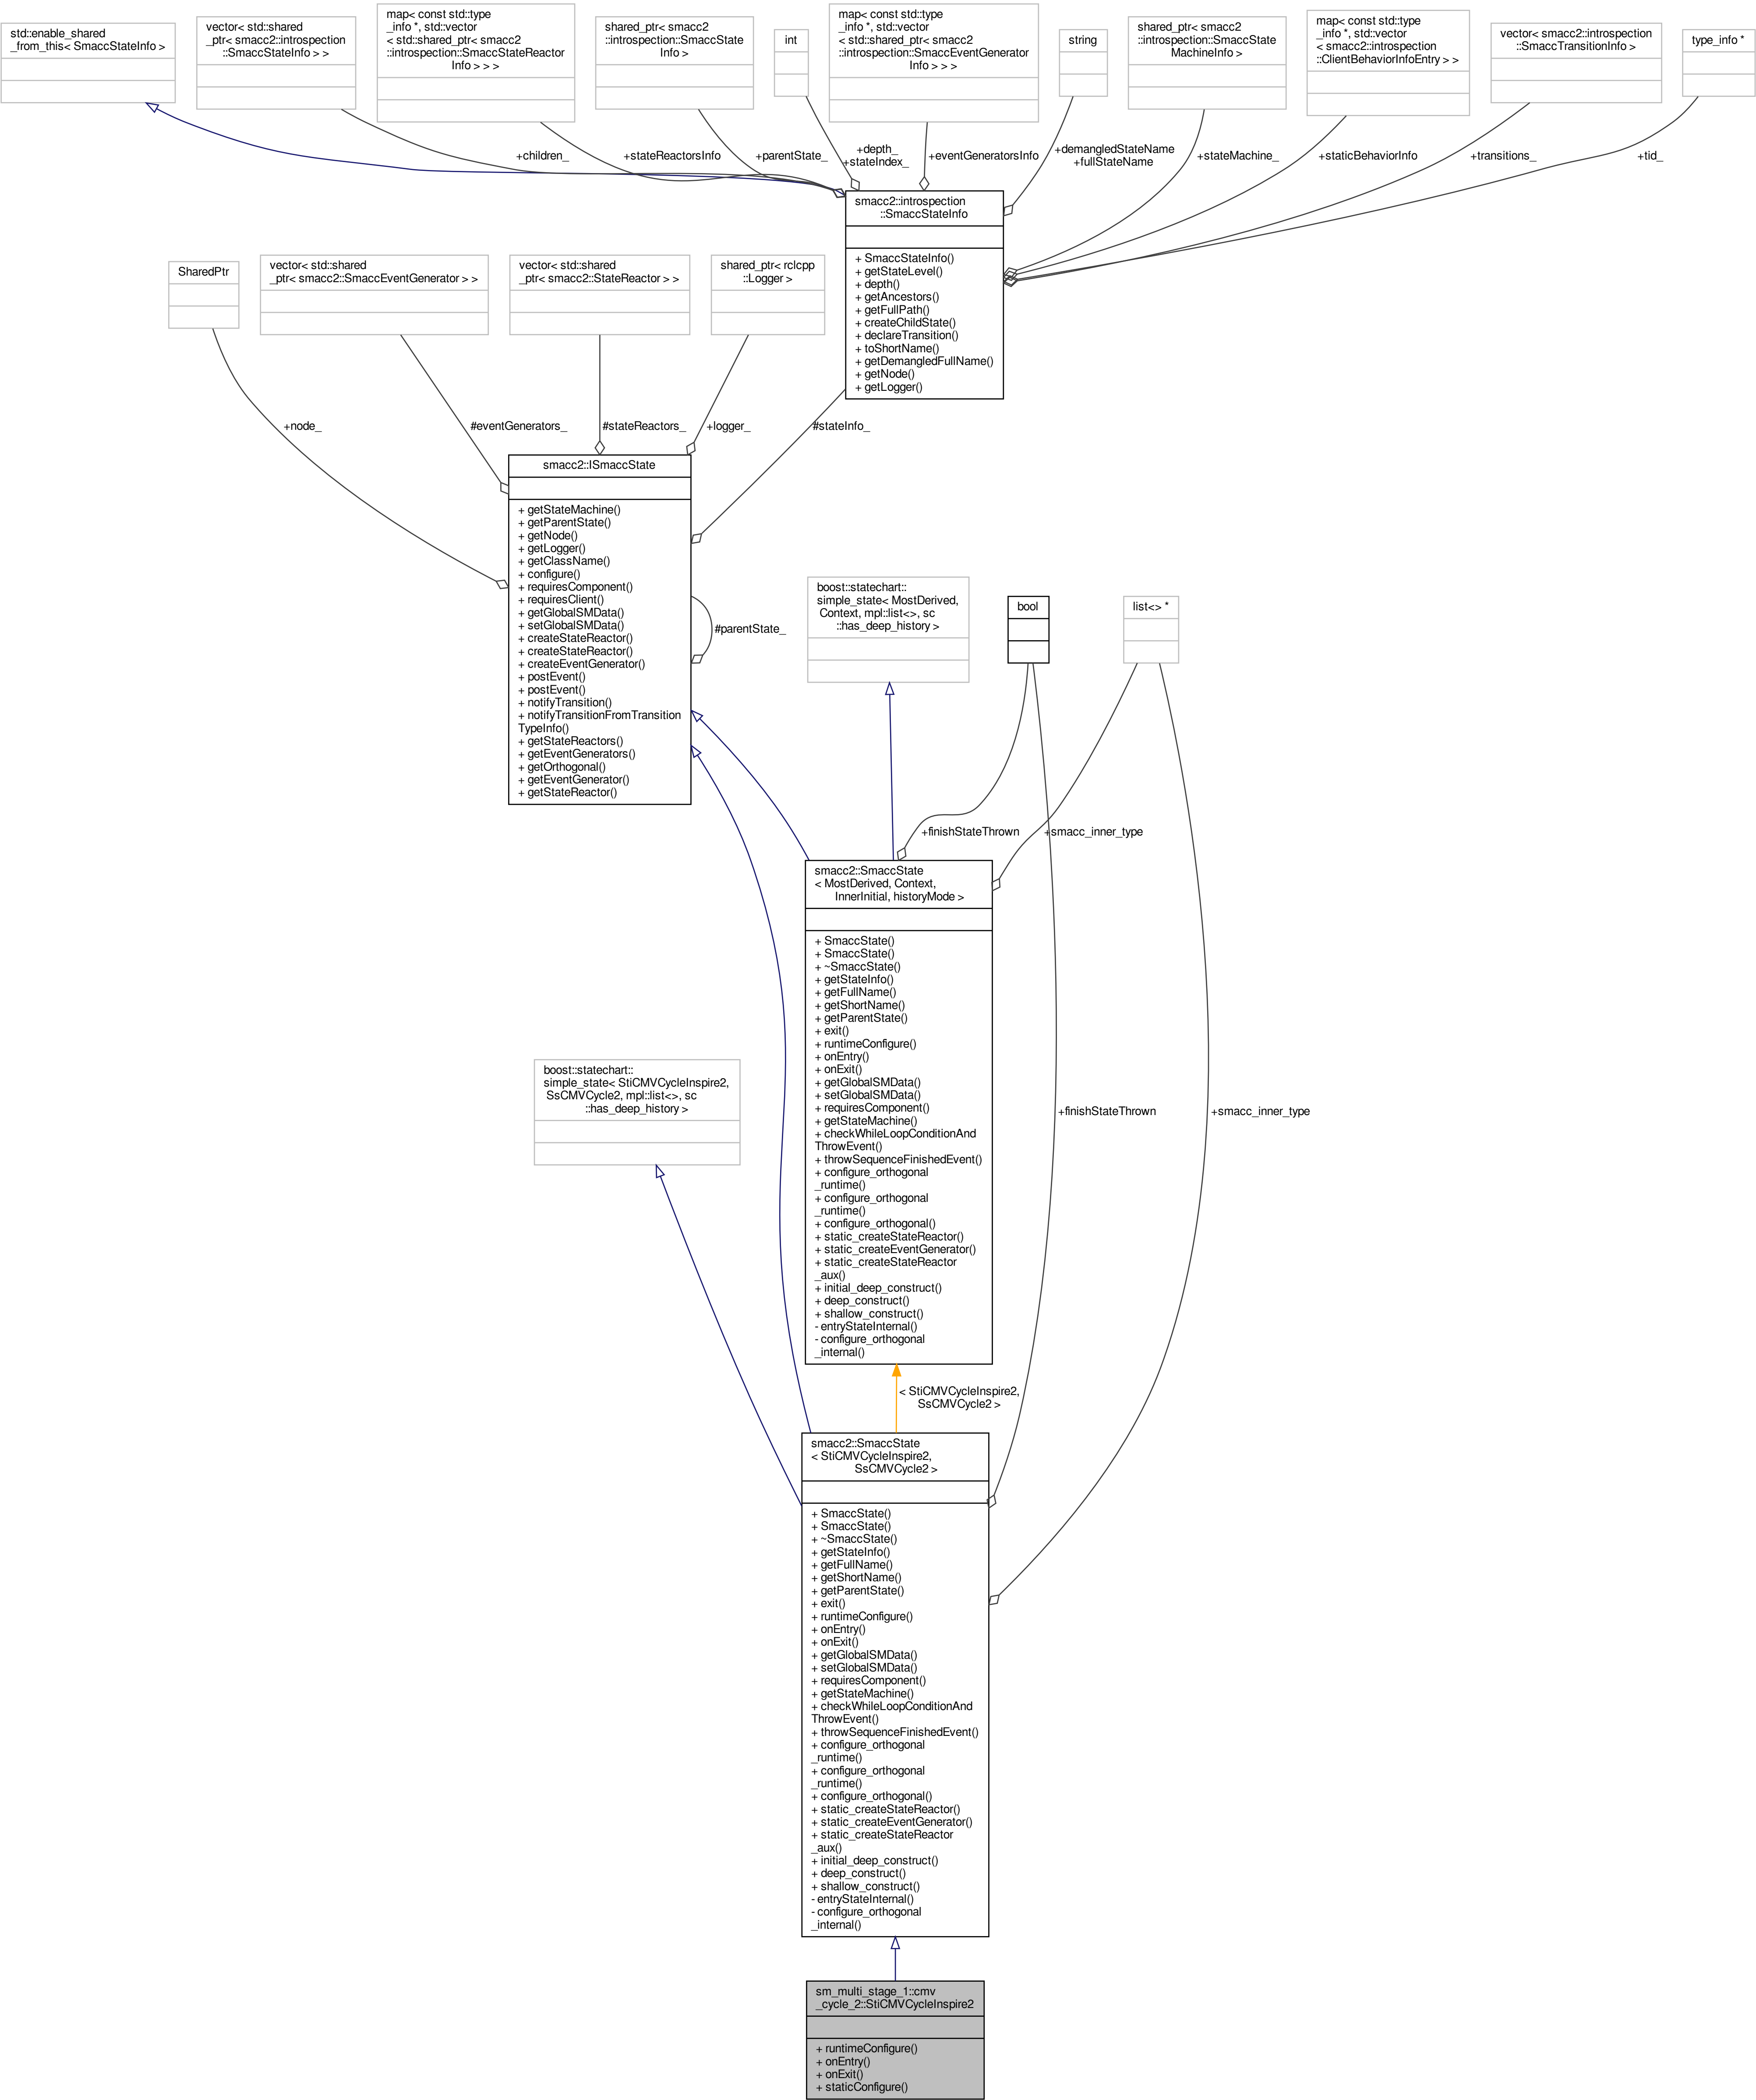 std::enable_shared
_from_this< SmaccStateInfo >
vector< std::shared
_ptr< smacc2::introspection
::SmaccStateInfo > >
map< const std::type
_info *, std::vector
< std::shared_ptr< smacc2
::introspection::SmaccStateReactor
Info > > >
shared_ptr< smacc2
::introspection::SmaccState
Info >
int
map< const std::type
_info *, std::vector
< std::shared_ptr< smacc2
::introspection::SmaccEventGenerator
Info > > >
string
shared_ptr< smacc2
::introspection::SmaccState
MachineInfo >
map< const std::type
_info *, std::vector
< smacc2::introspection
::ClientBehaviorInfoEntry > >
vector< smacc2::introspection
::SmaccTransitionInfo >
type_info *
+children_
+stateReactorsInfo
+parentState_
+depth_
+stateIndex_
+eventGeneratorsInfo
+demangledStateName
+fullStateName
+stateMachine_
+staticBehaviorInfo
+transitions_
+tid_
smacc2::introspection
::SmaccStateInfo
+ SmaccStateInfo()
+ getStateLevel()
+ depth()
+ getAncestors()
+ getFullPath()
+ createChildState()
+ declareTransition()
+ toShortName()
+ getDemangledFullName()
+ getNode()
+ getLogger()
SharedPtr
vector< std::shared
_ptr< smacc2::SmaccEventGenerator > >
vector< std::shared
_ptr< smacc2::StateReactor > >
shared_ptr< rclcpp
::Logger >
+node_
#eventGenerators_
#stateReactors_
+logger_
#stateInfo_
smacc2::ISmaccState
+ getStateMachine()
+ getParentState()
+ getNode()
+ getLogger()
+ getClassName()
+ configure()
+ requiresComponent()
+ requiresClient()
+ getGlobalSMData()
+ setGlobalSMData()
+ createStateReactor()
+ createStateReactor()
+ createEventGenerator()
+ postEvent()
+ postEvent()
+ notifyTransition()
+ notifyTransitionFromTransition
TypeInfo()
+ getStateReactors()
+ getEventGenerators()
+ getOrthogonal()
+ getEventGenerator()
+ getStateReactor()
#parentState_
boost::statechart::
simple_state< MostDerived,
Context, mpl::list<>, sc
::has_deep_history >
bool
list<> *
+finishStateThrown
+smacc_inner_type
smacc2::SmaccState
< MostDerived, Context,
InnerInitial, historyMode >
+ SmaccState()
+ SmaccState()
+ ~SmaccState()
+ getStateInfo()
+ getFullName()
+ getShortName()
+ getParentState()
+ exit()
+ runtimeConfigure()
+ onEntry()
+ onExit()
+ getGlobalSMData()
+ setGlobalSMData()
+ requiresComponent()
+ getStateMachine()
+ checkWhileLoopConditionAnd
ThrowEvent()
+ throwSequenceFinishedEvent()
+ configure_orthogonal
_runtime()
+ configure_orthogonal
_runtime()
+ configure_orthogonal()
+ static_createStateReactor()
+ static_createEventGenerator()
+ static_createStateReactor
_aux()
+ initial_deep_construct()
+ deep_construct()
+ shallow_construct()
- entryStateInternal()
- configure_orthogonal
_internal()
boost::statechart::
simple_state< StiCMVCycleInspire2,
SsCMVCycle2, mpl::list<>, sc
::has_deep_history >
+finishStateThrown
+smacc_inner_type
< StiCMVCycleInspire2,
SsCMVCycle2 >
smacc2::SmaccState
< StiCMVCycleInspire2,
SsCMVCycle2 >
+ SmaccState()
+ SmaccState()
+ ~SmaccState()
+ getStateInfo()
+ getFullName()
+ getShortName()
+ getParentState()
+ exit()
+ runtimeConfigure()
+ onEntry()
+ onExit()
+ getGlobalSMData()
+ setGlobalSMData()
+ requiresComponent()
+ getStateMachine()
+ checkWhileLoopConditionAnd
ThrowEvent()
+ throwSequenceFinishedEvent()
+ configure_orthogonal
_runtime()
+ configure_orthogonal
_runtime()
+ configure_orthogonal()
+ static_createStateReactor()
+ static_createEventGenerator()
+ static_createStateReactor
_aux()
+ initial_deep_construct()
+ deep_construct()
+ shallow_construct()
- entryStateInternal()
- configure_orthogonal
_internal()
sm_multi_stage_1::cmv
_cycle_2::StiCMVCycleInspire2
+ runtimeConfigure()
+ onEntry()
+ onExit()
+ staticConfigure()